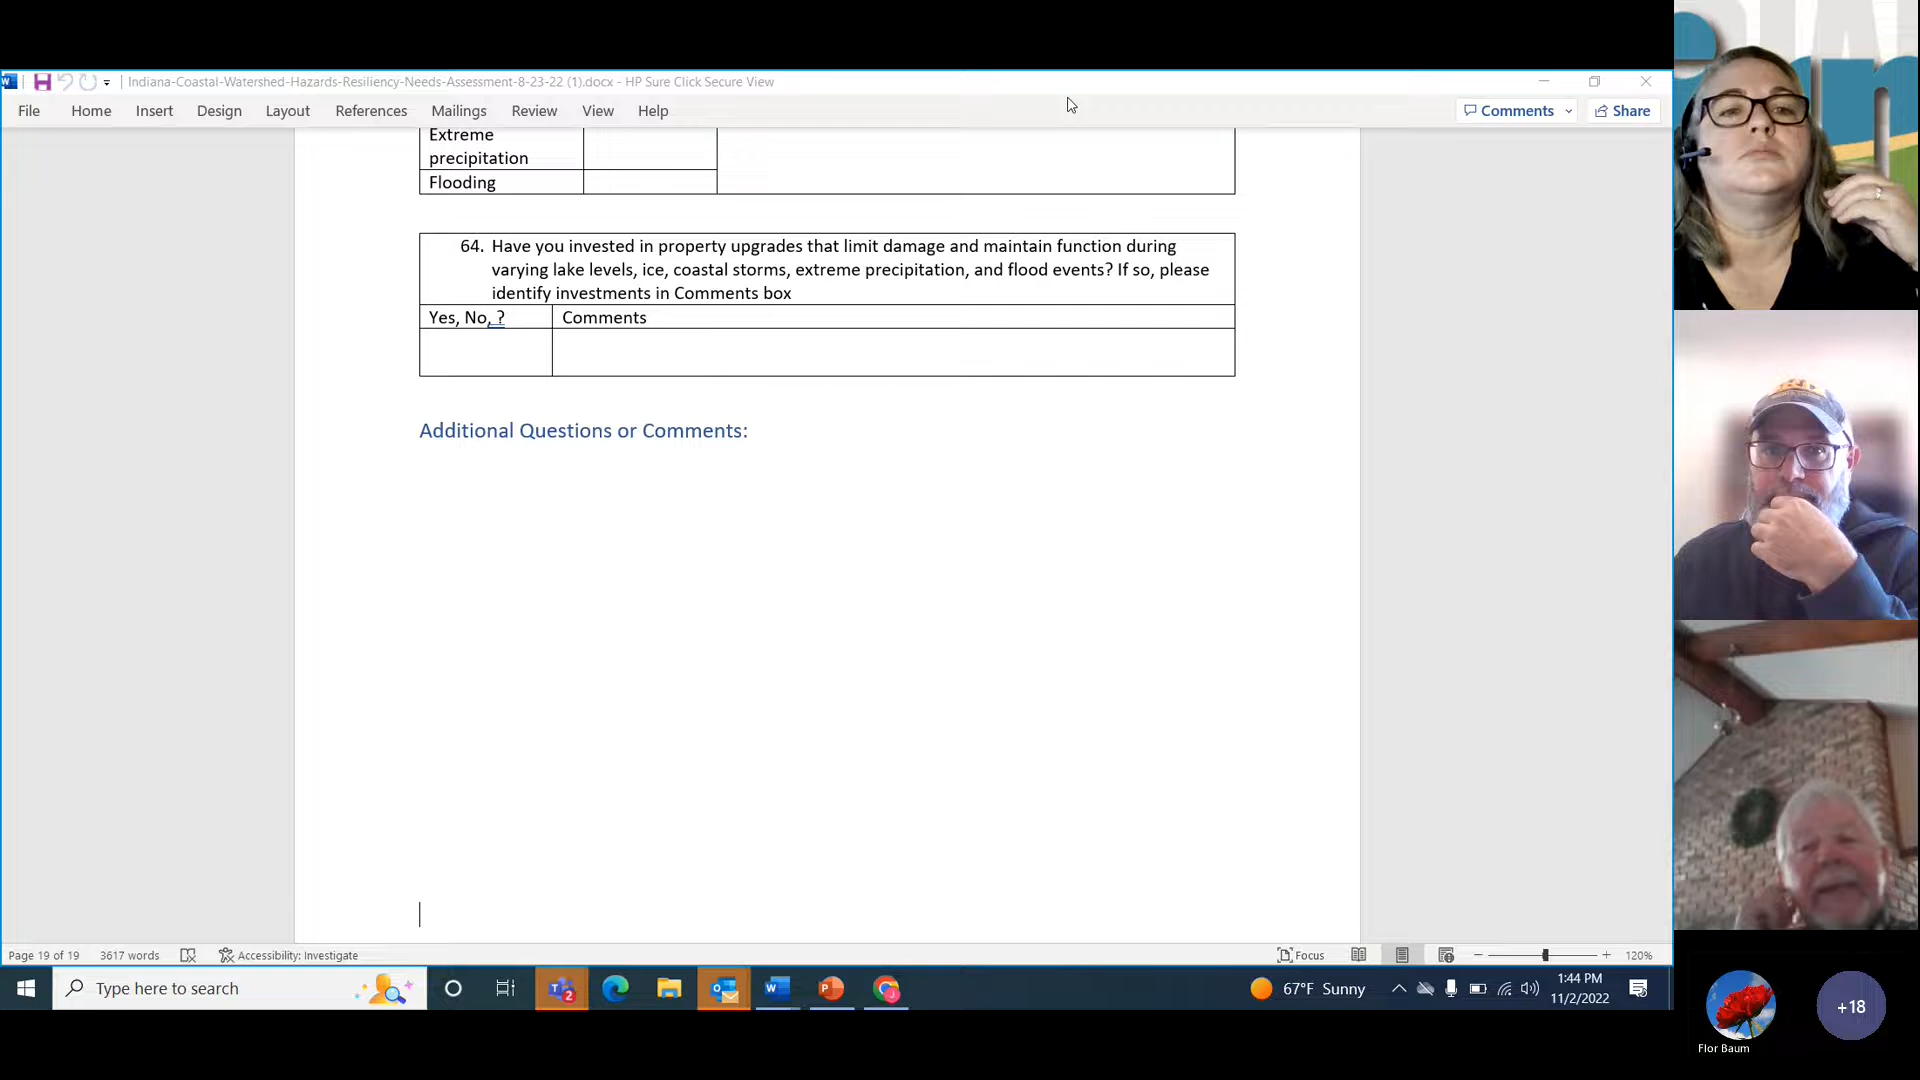 Indiana-Coastal-Watershed-Hazards-Resiliency-Needs-Assessment-8-23-22 (1).docx - HP Sure Click Secure View
File Home Insert Design Layout References Mailings Review View Help Comments Share
Extreme
precipitation
Flooding
64. Have you invested in property upgrades that limit damage and maintain function during
varying lake levels, ice, coastal storms, extreme precipitation, and flood events? If so, please
identify investments in Comments box
Yes, No, ? Comments
Additional Questions or Comments:
Page 19 of 19 3617 words Accessibility: Investigate Focus 120%
Type here to search
67°F Sunny
1:44 PM
11/2/2022
+18
Flor Baum